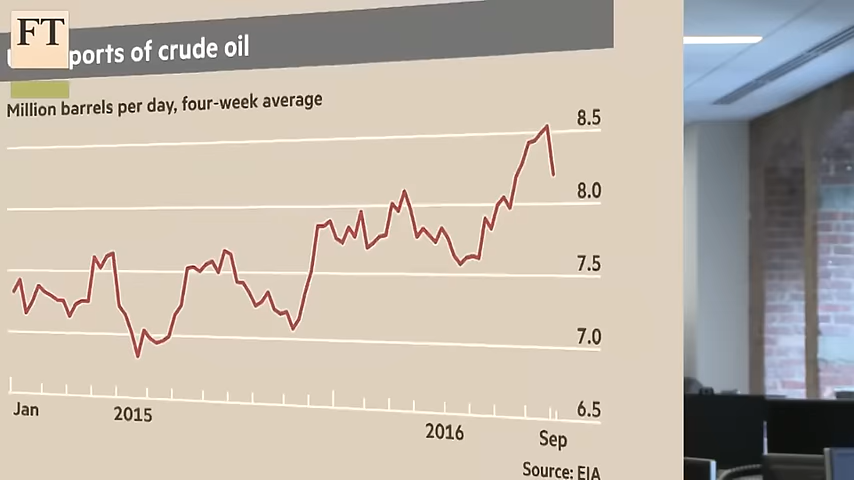 FT
ports of crude oil
Million barrels per day, four-week average
8.5
8.0
7.5
7.0
6.5
Jan
2015
2016
Sep
Source: EIA